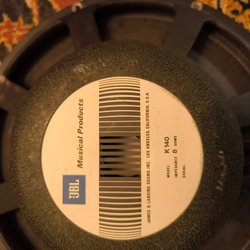 JBL
Musical Products
JAMES B. LANSING SOUND, INC. LOS ANGELES, CALIFORNIA, U.S.A.
MODEL K140
IMPEDANCE 8 OHMS
SERIAL